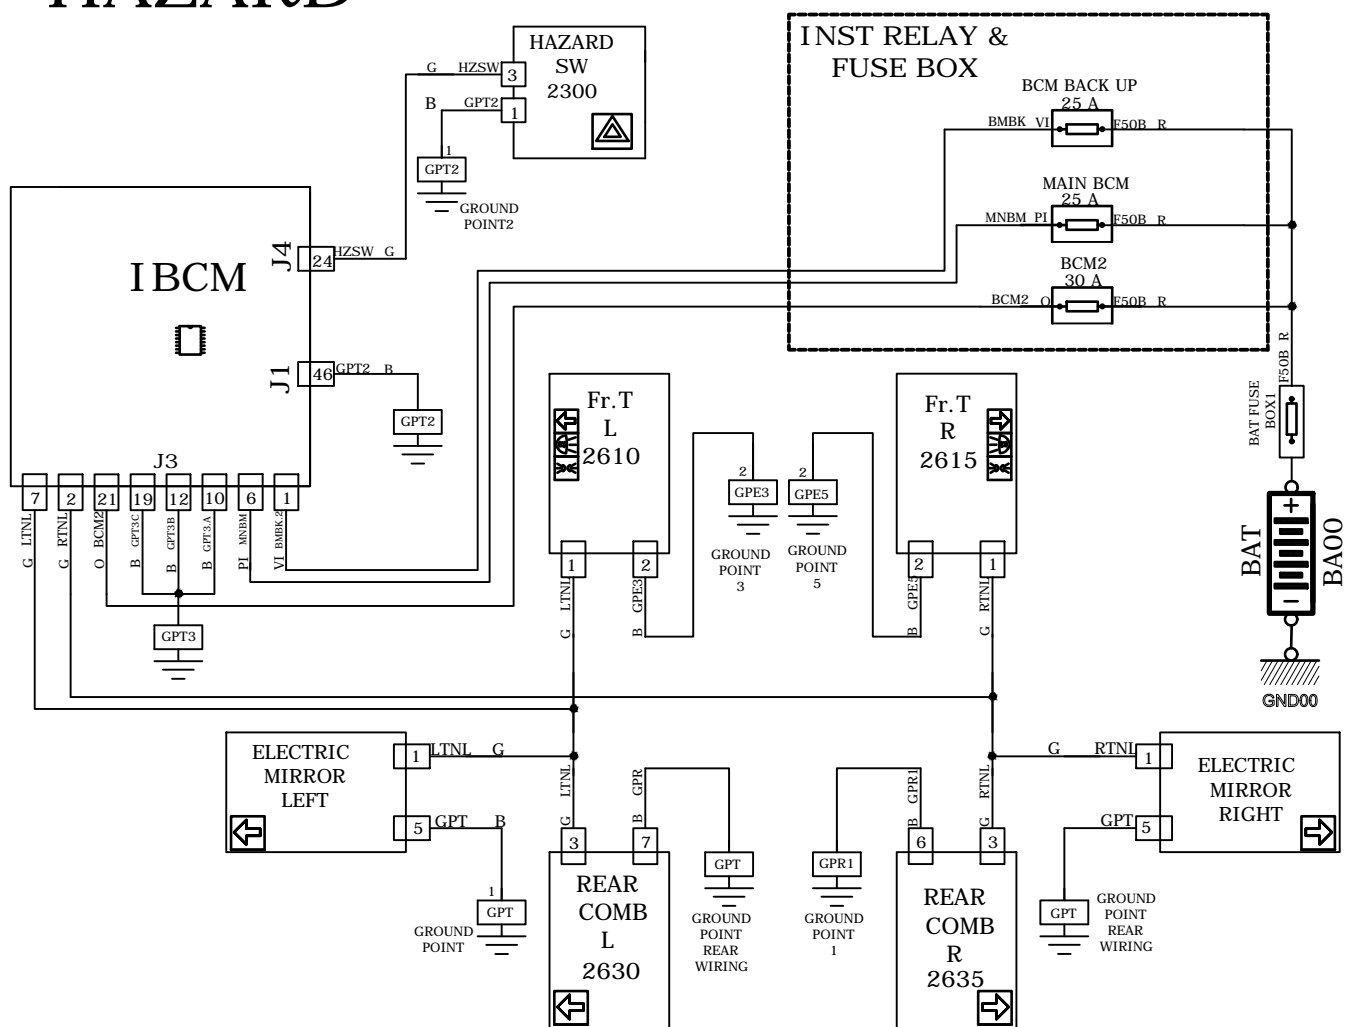 HAZARD
HAZARD
SW
2300
3
1
G HZSW
B GPT2
1
GPT2
GROUND
POINT2
INST RELAY &
FUSE BOX
BCM BACK UP
25 A
BMBK VI
F50B R
MAIN BCM
25 A
MNBM PI
F50B R
BCM2
30 A
BCM2 O
F50B R
F50B R
BAT FUSE
BOX1
+
BAT
BA00
−
GND00
IBCM
J4
24
HZSW G
J1
46
GPT2 B
GPT2
J3
7
2
21
19
12
10
6
1
G LTNL
G RTNL
O BCM2
B GPT3C
B GPT3B
B GPT3.A
PI MNBM
VI BMBK.2
GPT3
Fr.T
L
2610
1
2
G LTNL
B GPE3
2
GPE3
GROUND
POINT
3
Fr.T
R
2615
2
1
B GPE5
G RTNL
2
GPE5
GROUND
POINT
5
ELECTRIC
MIRROR
LEFT
1
LTNL G
5
GPT B
1
GPT
GROUND
POINT
G LTNL
B GPR
3
7
REAR
COMB
L
2630
GPT
GROUND
POINT
REAR
WIRING
B GPR1
G RTNL
6
3
REAR
COMB
R
2635
GPR1
GROUND
POINT
1
ELECTRIC
MIRROR
RIGHT
G RTNL
1
GPT
5
GPT
GROUND
POINT
REAR
WIRING